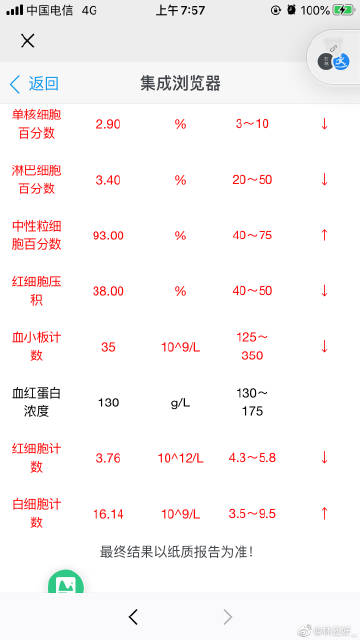 中国电信 4G 上午7:57 100%
返回 集成浏览器
单核细胞百分数 2.90 % 3～10 ↓
淋巴细胞百分数 3.40 % 20～50 ↓
中性粒细胞百分数 93.00 % 40～75 ↑
红细胞压积 38.00 % 40～50 ↓
血小板计数 35 10^9/L 125～350 ↓
血红蛋白浓度 130 g/L 130～175
红细胞计数 3.76 10^12/L 4.3～5.8 ↓
白细胞计数 16.14 10^9/L 3.5～9.5 ↑
最终结果以纸质报告为准！